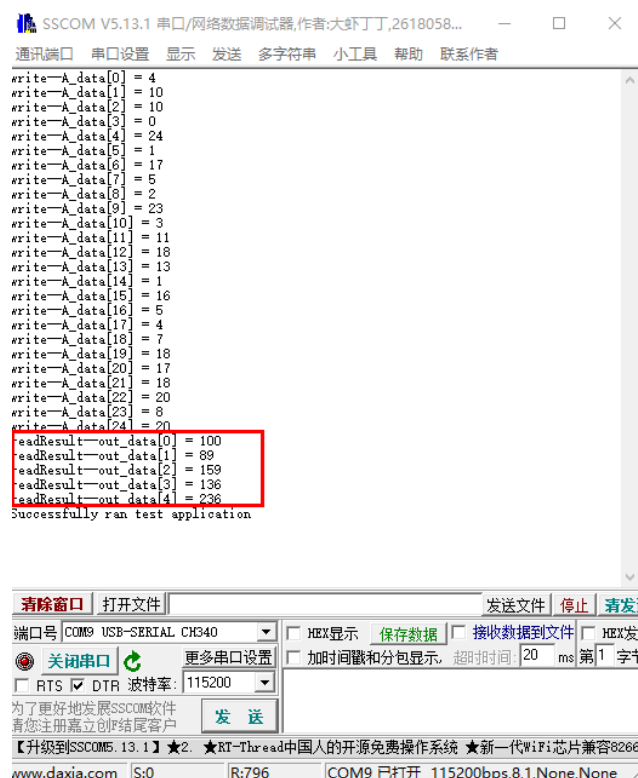 SSCOM V5.13.1 串口/网络数据调试器,作者:大虾丁丁,2618058...
通讯端口 串口设置 显示 发送 多字符串 小工具 帮助 联系作者
write—A_data[0] = 4
write—A_data[1] = 10
write—A_data[2] = 10
write—A_data[3] = 0
write—A_data[4] = 24
write—A_data[5] = 1
write—A_data[6] = 17
write—A_data[7] = 5
write—A_data[8] = 2
write—A_data[9] = 23
write—A_data[10] = 3
write—A_data[11] = 11
write—A_data[12] = 18
write—A_data[13] = 13
write—A_data[14] = 1
write—A_data[15] = 16
write—A_data[16] = 5
write—A_data[17] = 4
write—A_data[18] = 7
write—A_data[19] = 18
write—A_data[20] = 17
write—A_data[21] = 18
write—A_data[22] = 20
write—A_data[23] = 8
write—A_data[24] = 20
readResult—out_data[0] = 100
readResult—out_data[1] = 89
readResult—out_data[2] = 159
readResult—out_data[3] = 136
readResult—out_data[4] = 236
Successfully ran test application
清除窗口 打开文件 发送文件 停止 清发
端口号 COM9 USB-SERIAL CH340 HEX显示 保存数据 接收数据到文件 HEX发
关闭串口 更多串口设置 加时间戳和分包显示, 超时时间: 20 ms 第1 字节
RTS DTR 波特率: 115200
为了更好地发展SSCOM软件
请您注册嘉立创F结尾客户
发 送
【升级到SSCOM5.13.1】★2. ★RT-Thread中国人的开源免费操作系统 ★新一代WiFi芯片兼容8266
www.daxia.com S:0 R:796 COM9 已打开 115200bps,8,1,None,None